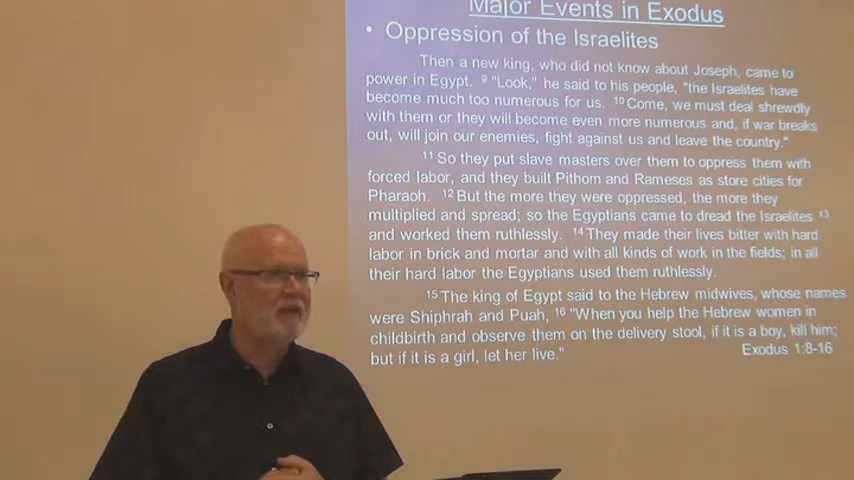 Major Events in Exodus
• Oppression of the Israelites
Then a new king, who did not know about Joseph, came to
power in Egypt. 9 "Look," he said to his people, "the Israelites have
become much too numerous for us. 10 Come, we must deal shrewdly
with them or they will become even more numerous and, if war breaks
out, will join our enemies, fight against us and leave the country."
11 So they put slave masters over them to oppress them with
forced labor, and they built Pithom and Rameses as store cities for
Pharaoh. 12 But the more they were oppressed, the more they
multiplied and spread; so the Egyptians came to dread the Israelites 13
and worked them ruthlessly. 14 They made their lives bitter with hard
labor in brick and mortar and with all kinds of work in the fields; in all
their hard labor the Egyptians used them ruthlessly.
15 The king of Egypt said to the Hebrew midwives, whose names
were Shiphrah and Puah, 16 "When you help the Hebrew women in
childbirth and observe them on the delivery stool, if it is a boy, kill him;
but if it is a girl, let her live." Exodus 1:8-16